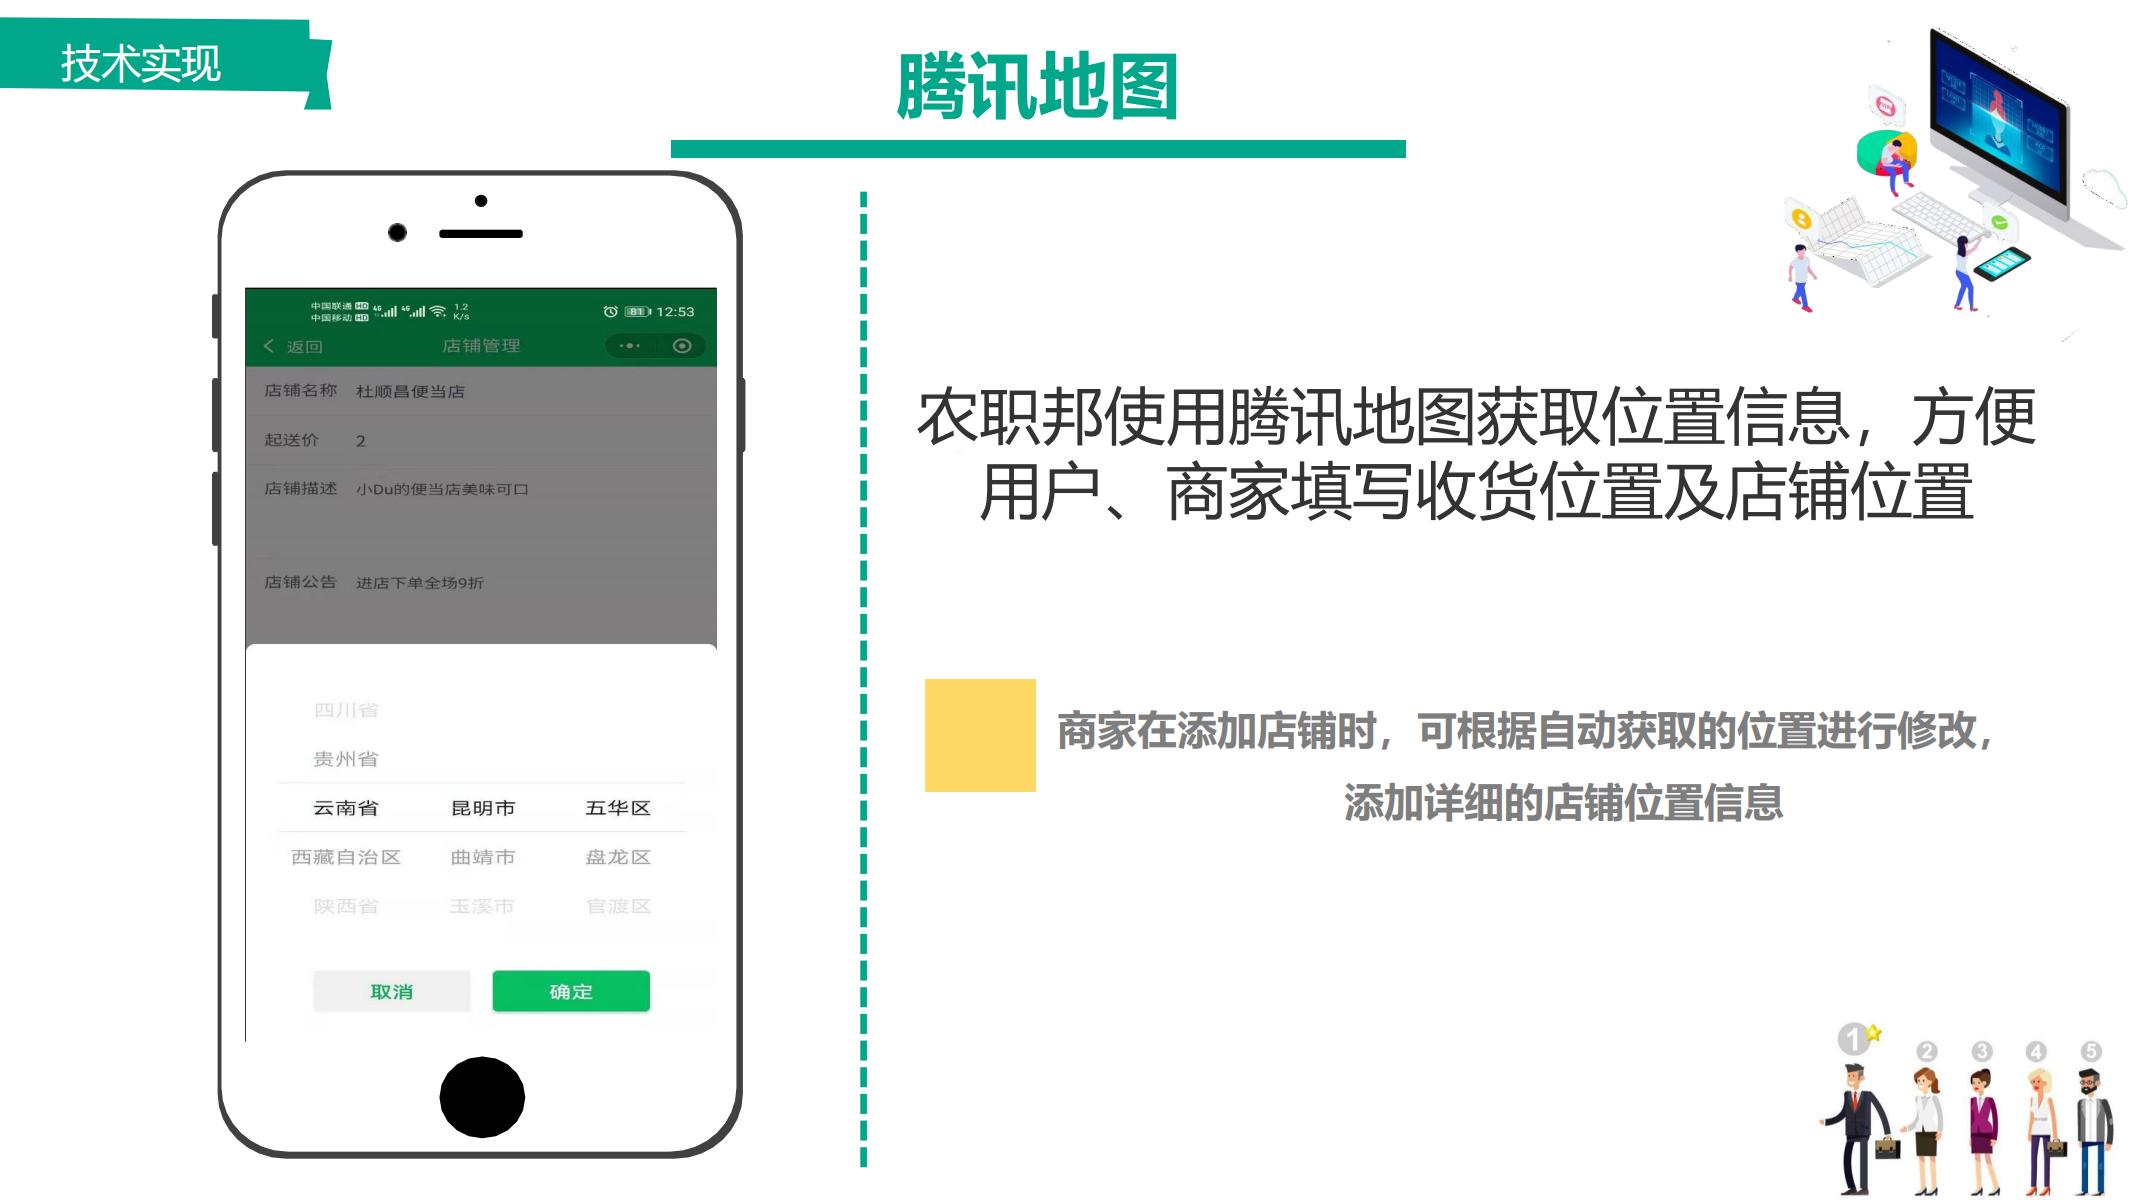 技术实现
腾讯地图
中国联通 HD 4G 4G 1.2
中国移动 HD K/s
81 12:53
返回 店铺管理
店铺名称 杜顺昌便当店
起送价 2
店铺描述 小Du的便当店美味可口
店铺公告 进店下单全场9折
四川省
贵州省
云南省 昆明市 五华区
西藏自治区 曲靖市 盘龙区
陕西省 玉溪市 官渡区
取消 确定
农职邦使用腾讯地图获取位置信息，方便
用户、商家填写收货位置及店铺位置
商家在添加店铺时，可根据自动获取的位置进行修改，
添加详细的店铺位置信息
1 2 3 4 5